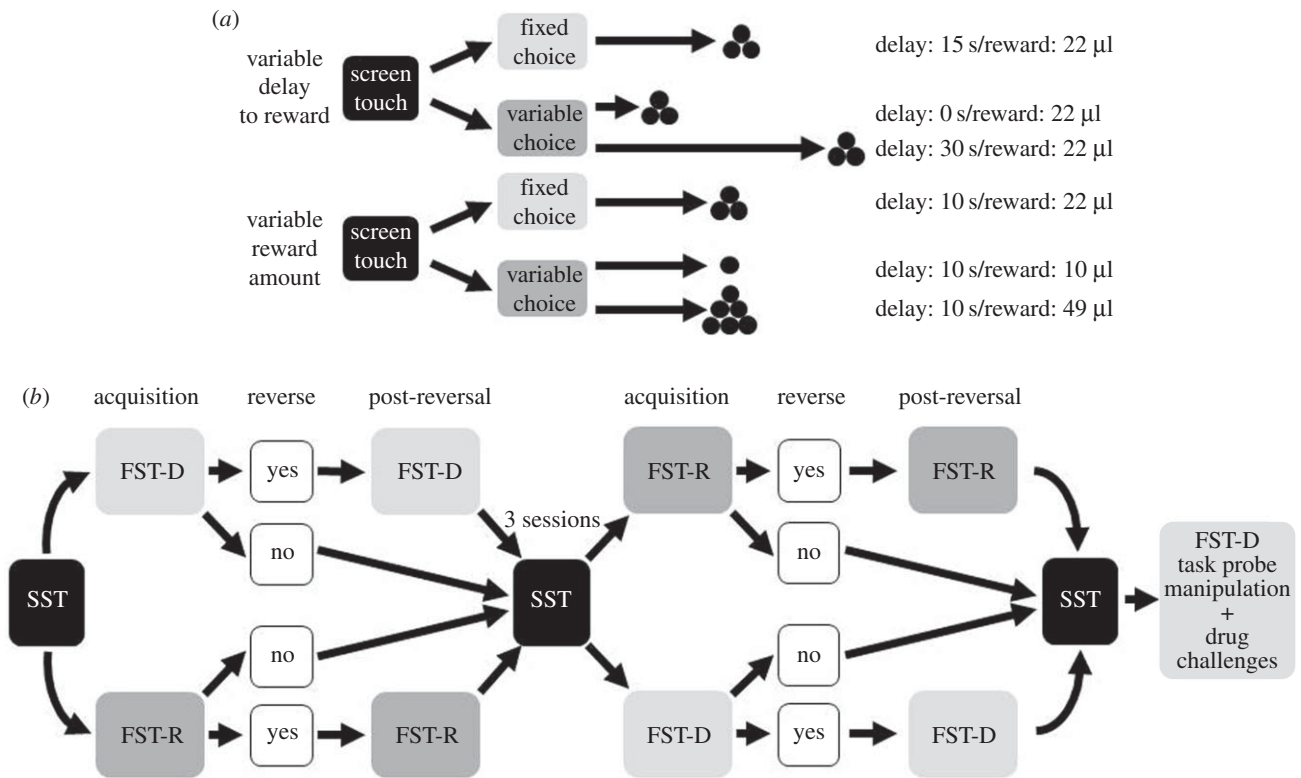 (a)
variable
delay
to reward
screen
touch
fixed
choice
delay: 15 s/reward: 22 µl
variable
choice
delay: 0 s/reward: 22 µl
delay: 30 s/reward: 22 µl
variable
reward
amount
screen
touch
fixed
choice
delay: 10 s/reward: 22 µl
variable
choice
delay: 10 s/reward: 10 µl
delay: 10 s/reward: 49 µl
(b)
acquisition reverse post-reversal acquisition reverse post-reversal
FST-D yes FST-D FST-R yes FST-R
3 sessions
no no
SST SST SST
FST-D
task probe
manipulation
+
drug
challenges
no no
FST-R yes FST-R FST-D yes FST-D